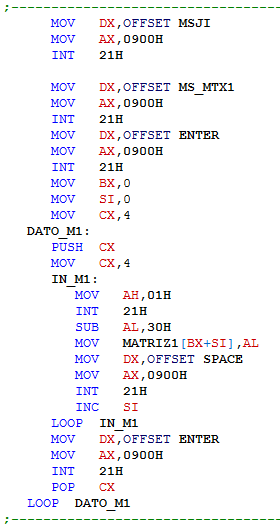 ;---------------------------------
MOV DX,OFFSET MSJI
MOV AX,0900H
INT 21H
MOV DX,OFFSET MS_MTX1
MOV AX,0900H
INT 21H
MOV DX,OFFSET ENTER
MOV AX,0900H
INT 21H
MOV BX,0
MOV SI,0
MOV CX,4
DATO_M1:
PUSH CX
MOV CX,4
IN_M1:
MOV AH,01H
INT 21H
SUB AL,30H
MOV MATRIZ1[BX+SI],AL
MOV DX,OFFSET SPACE
MOV AX,0900H
INT 21H
INC SI
LOOP IN_M1
MOV DX,OFFSET ENTER
MOV AX,0900H
INT 21H
POP CX
LOOP DATO_M1
;---------------------------------